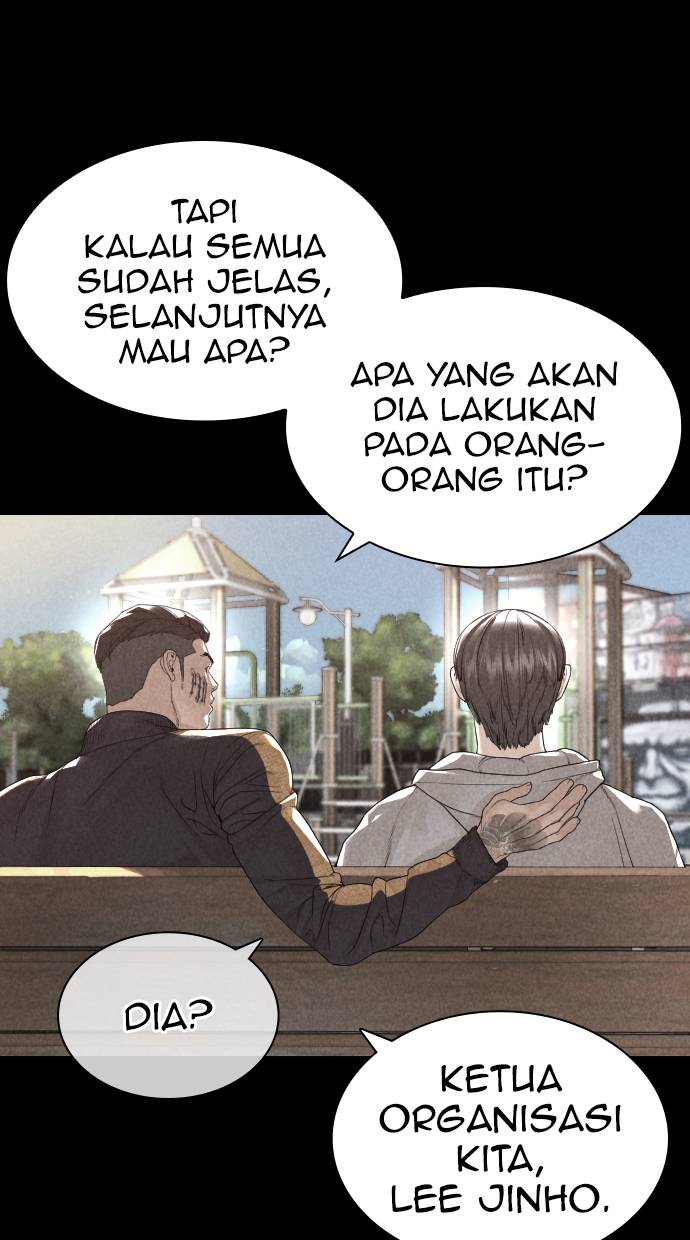 TAPI
KALAU SEMUA
SUDAH JELAS,
SELANJUTNYA
MAU APA?
APA YANG AKAN
DIA LAKUKAN
PADA ORANG-
ORANG ITU?
DIA?
KETUA
ORGANISASI
KITA,
LEE JINHO.